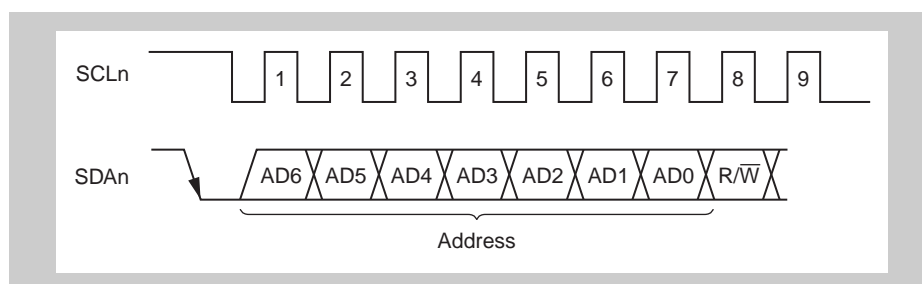 SCLn 1 2 3 4 5 6 7 8 9
SDAn AD6 AD5 AD4 AD3 AD2 AD1 AD0 R/W̅
Address